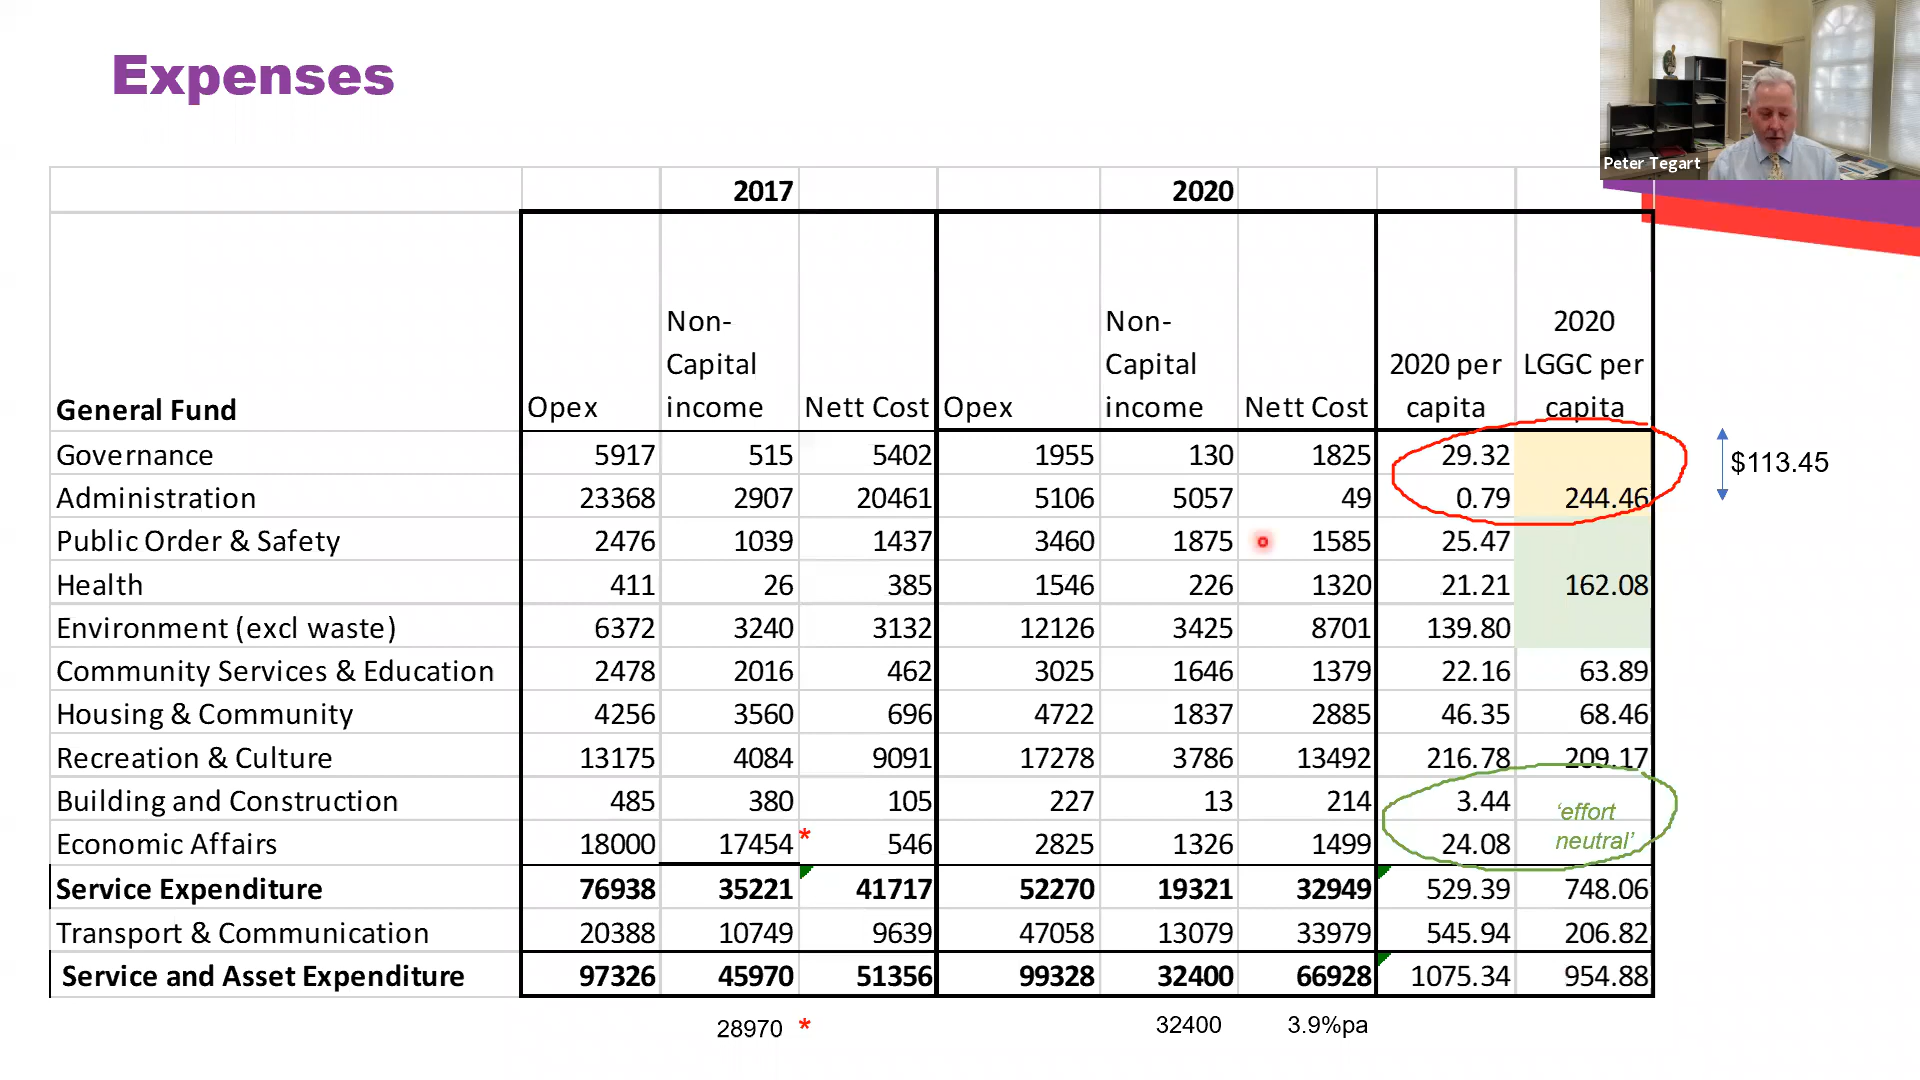 Expenses
Peter Tegart
2017 2020
General Fund Opex Non-Capital income Nett Cost Opex Non-Capital income Nett Cost 2020 per capita 2020 LGGC per capita
Governance 5917 515 5402 1955 130 1825 29.32
$113.45
Administration 23368 2907 20461 5106 5057 49 0.79 244.46
Public Order & Safety 2476 1039 1437 3460 1875 1585 25.47
Health 411 26 385 1546 226 1320 21.21 162.08
Environment (excl waste) 6372 3240 3132 12126 3425 8701 139.80
Community Services & Education 2478 2016 462 3025 1646 1379 22.16 63.89
Housing & Community 4256 3560 696 4722 1837 2885 46.35 68.46
Recreation & Culture 13175 4084 9091 17278 3786 13492 216.78 209.17
Building and Construction 485 380 105 227 13 214 3.44
'effort
neutral'
Economic Affairs 18000 17454 * 546 2825 1326 1499 24.08
Service Expenditure 76938 35221 41717 52270 19321 32949 529.39 748.06
Transport & Communication 20388 10749 9639 47058 13079 33979 545.94 206.82
Service and Asset Expenditure 97326 45970 51356 99328 32400 66928 1075.34 954.88
28970 * 32400 3.9%pa